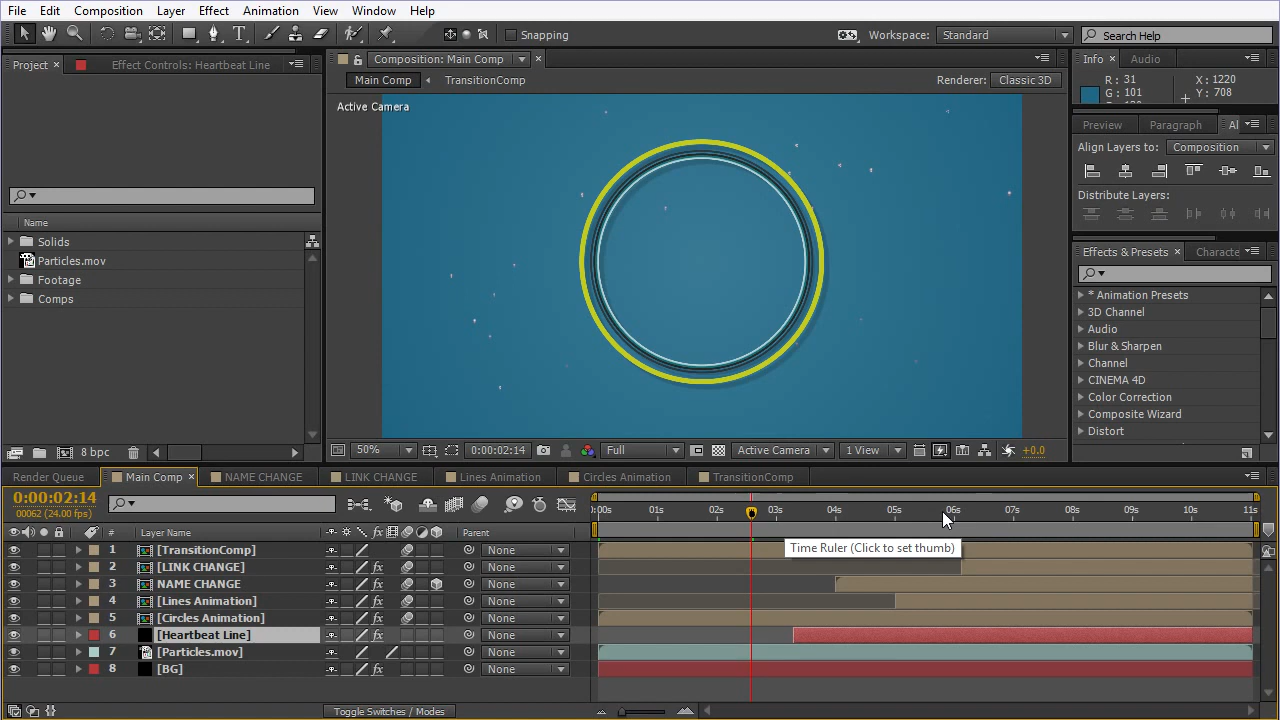 File Edit Composition Layer Effect Animation View Window Help
Snapping Workspace: Standard Search Help
Project × Effect Controls: Heartbeat Line Composition: Main Comp × Info × Audio
Main Comp TransitionComp Renderer: Classic 3D
R : 31 X : 1220
G : 101 Y : 708
Active Camera
Preview Paragraph Al
Align Layers to: Composition
Distribute Layers:
Name
Solids
Particles.mov
Footage
Comps
Effects & Presets × Characte
* Animation Presets
3D Channel
Audio
Blur & Sharpen
Channel
CINEMA 4D
Color Correction
Composite Wizard
Distort
8 bpc 50% 0:00:02:14 Full Active Camera 1 View +0.0
Render Queue Main Comp × NAME CHANGE LINK CHANGE Lines Animation Circles Animation TransitionComp
0:00:02:14
00062 (24.00 fps)
:00s 01s 02s 03s 04s 05s 06s 07s 08s 09s 10s 11s
# Layer Name Parent
Time Ruler (Click to set thumb)
1 [TransitionComp] None
2 [LINK CHANGE] None
3 NAME CHANGE None
4 [Lines Animation] None
5 [Circles Animation] None
6 [Heartbeat Line] None
7 [Particles.mov] None
8 [BG] None
Toggle Switches / Modes